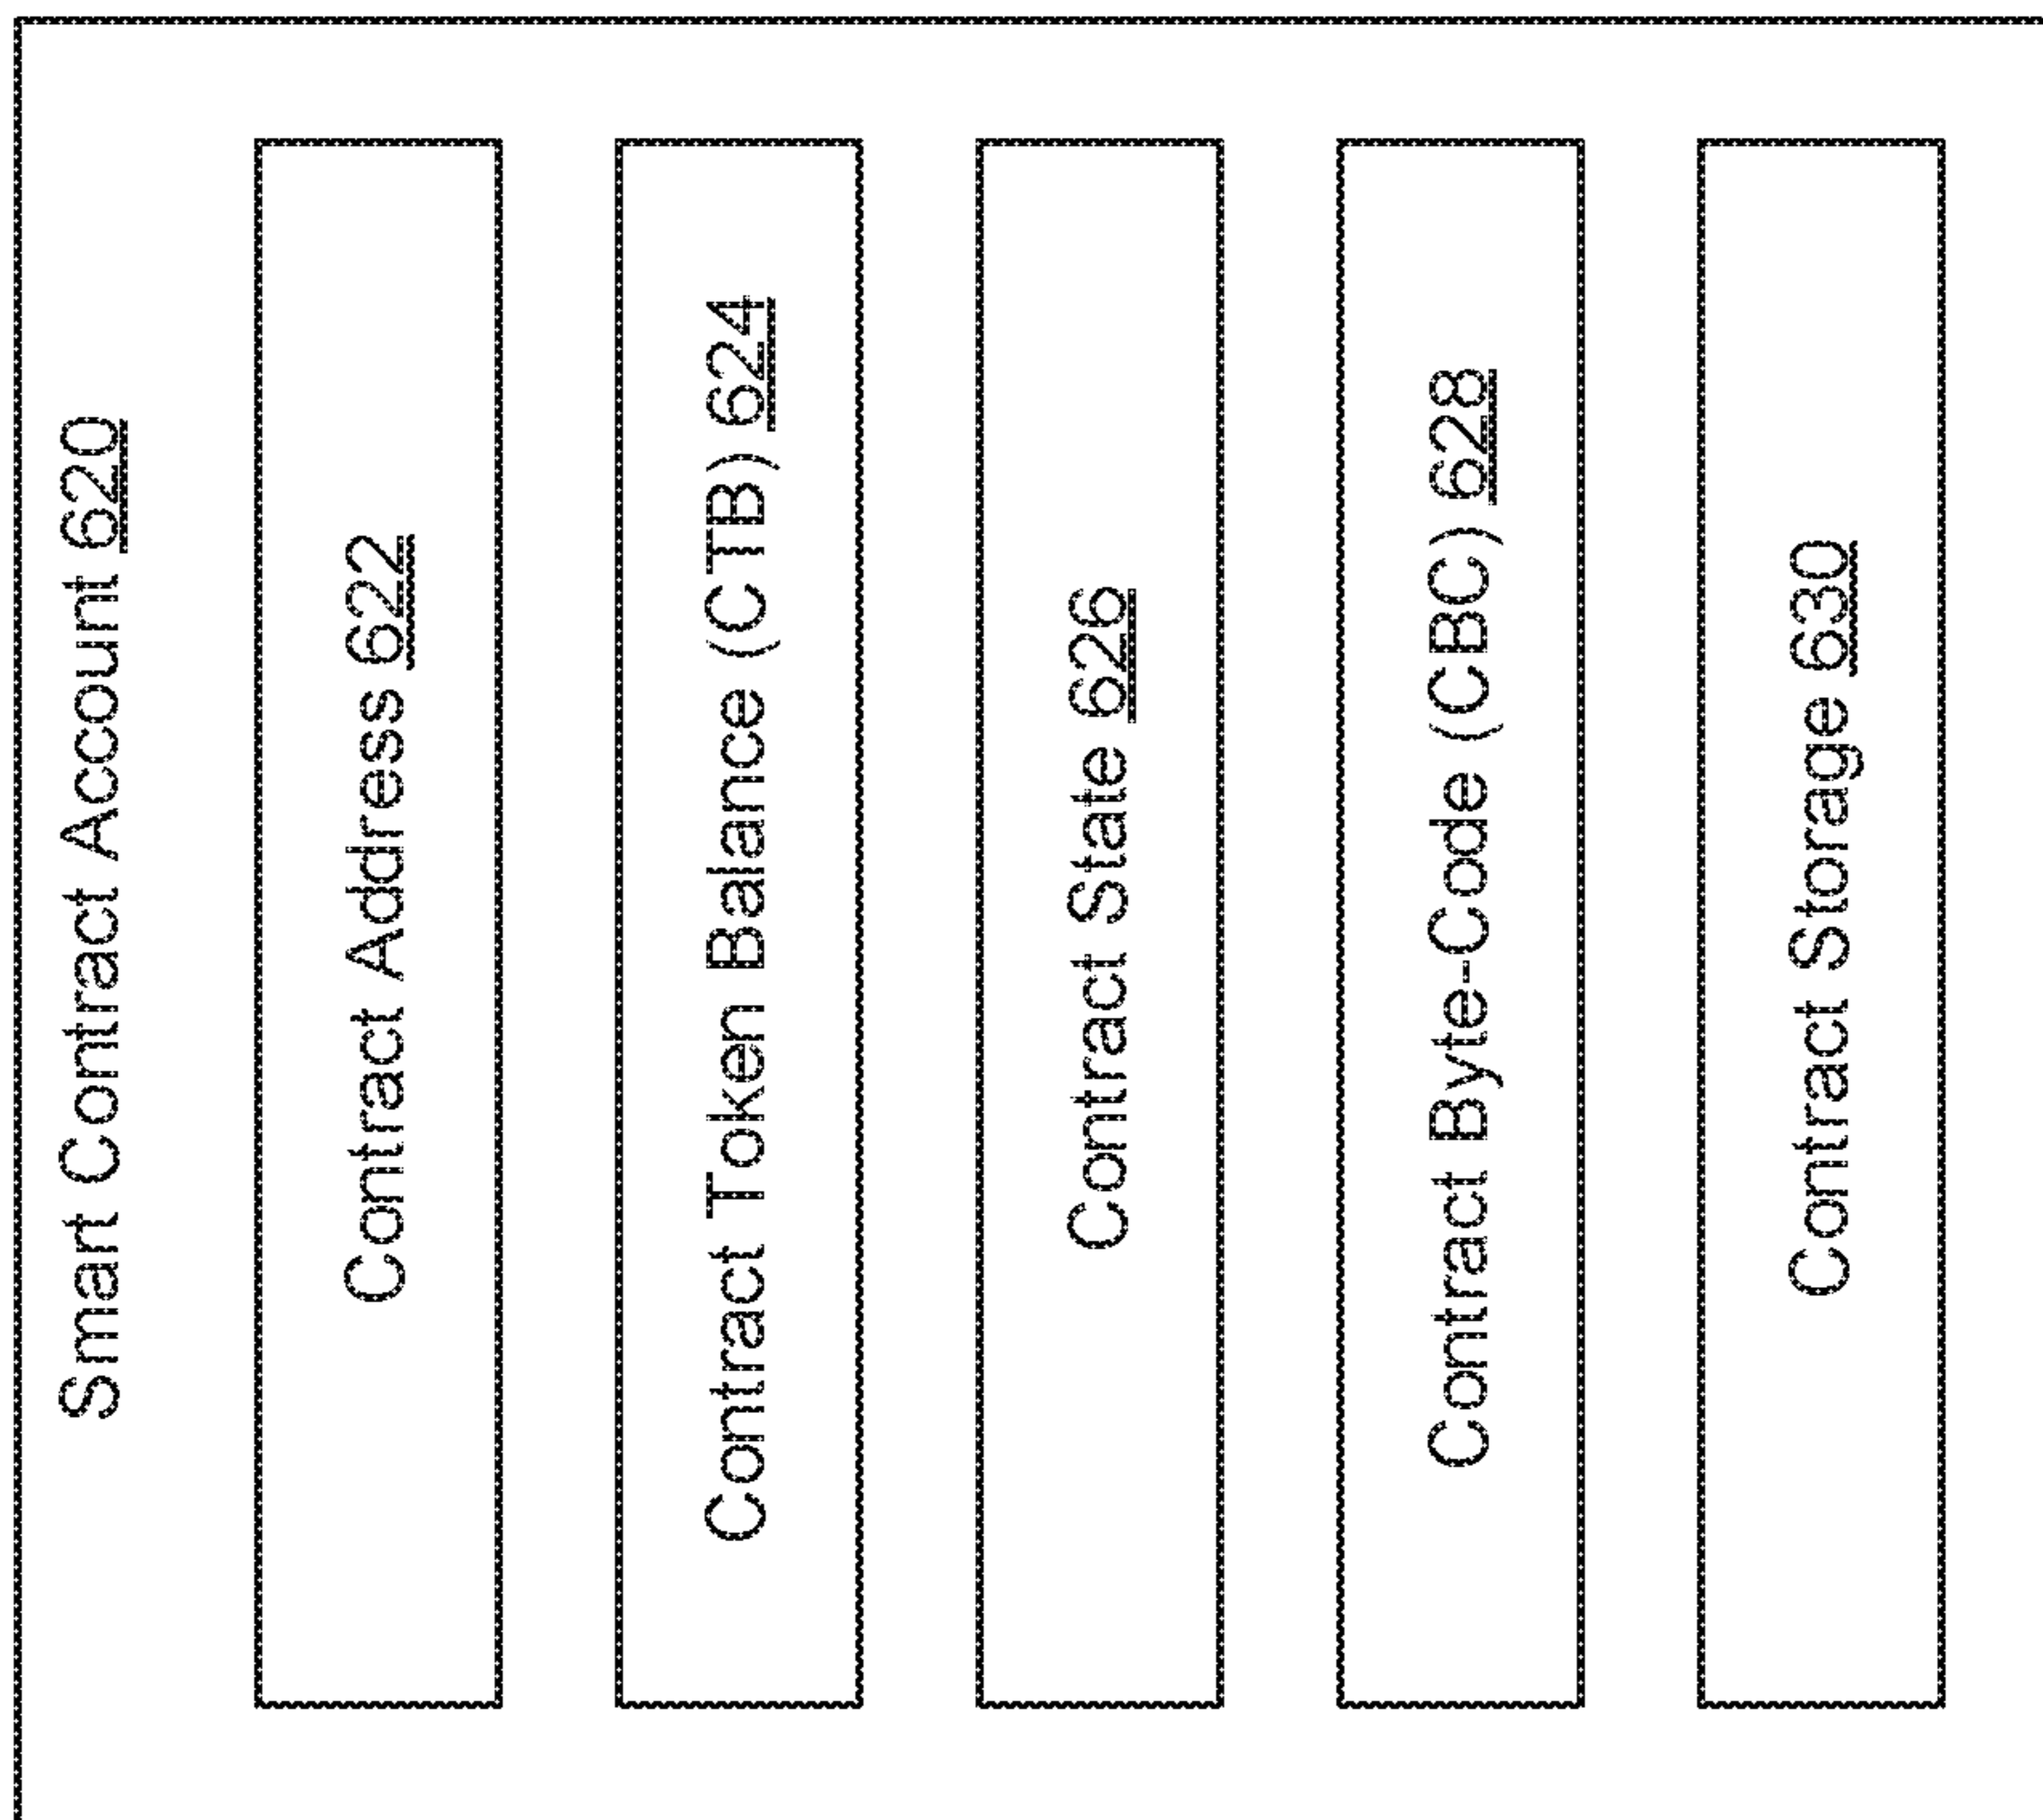 Smart Contract Account 620
Contract Address 622
Contract Token Balance (CTB) 624
Contract State 626
Contract Byte-Code (CBC) 628
Contract Storage 630